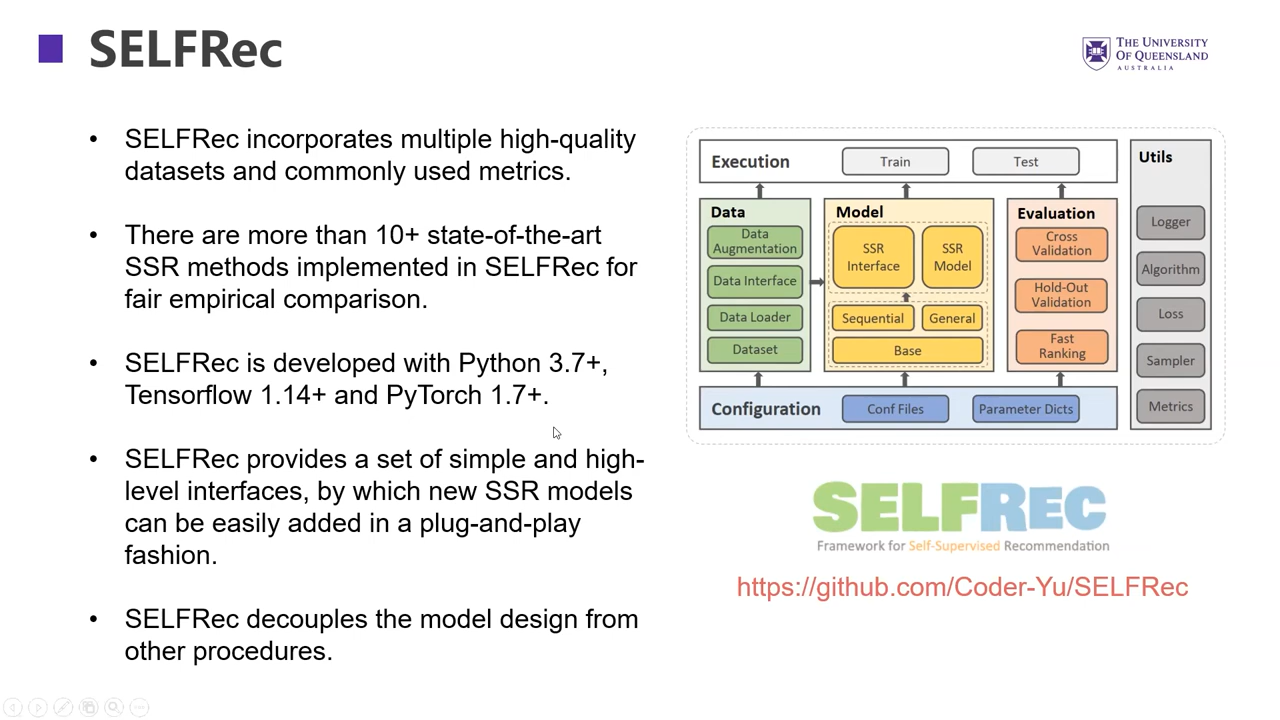 SELFRec
THE UNIVERSITY
OF QUEENSLAND
AUSTRALIA
• SELFRec incorporates multiple high-quality
datasets and commonly used metrics.
• There are more than 10+ state-of-the-art
SSR methods implemented in SELFRec for
fair empirical comparison.
• SELFRec is developed with Python 3.7+,
Tensorflow 1.14+ and PyTorch 1.7+.
• SELFRec provides a set of simple and high-
level interfaces, by which new SSR models
can be easily added in a plug-and-play
fashion.
• SELFRec decouples the model design from
other procedures.
Execution
Train
Test
Data
Data
Augmentation
Data Interface
Data Loader
Dataset
Model
SSR
Interface
SSR
Model
Sequential
General
Base
Evaluation
Cross
Validation
Hold-Out
Validation
Fast
Ranking
Configuration
Conf Files
Parameter Dicts
Utils
Logger
Algorithm
Loss
Sampler
Metrics
SELFREC
Framework for Self-Supervised Recommendation
https://github.com/Coder-Yu/SELFRec